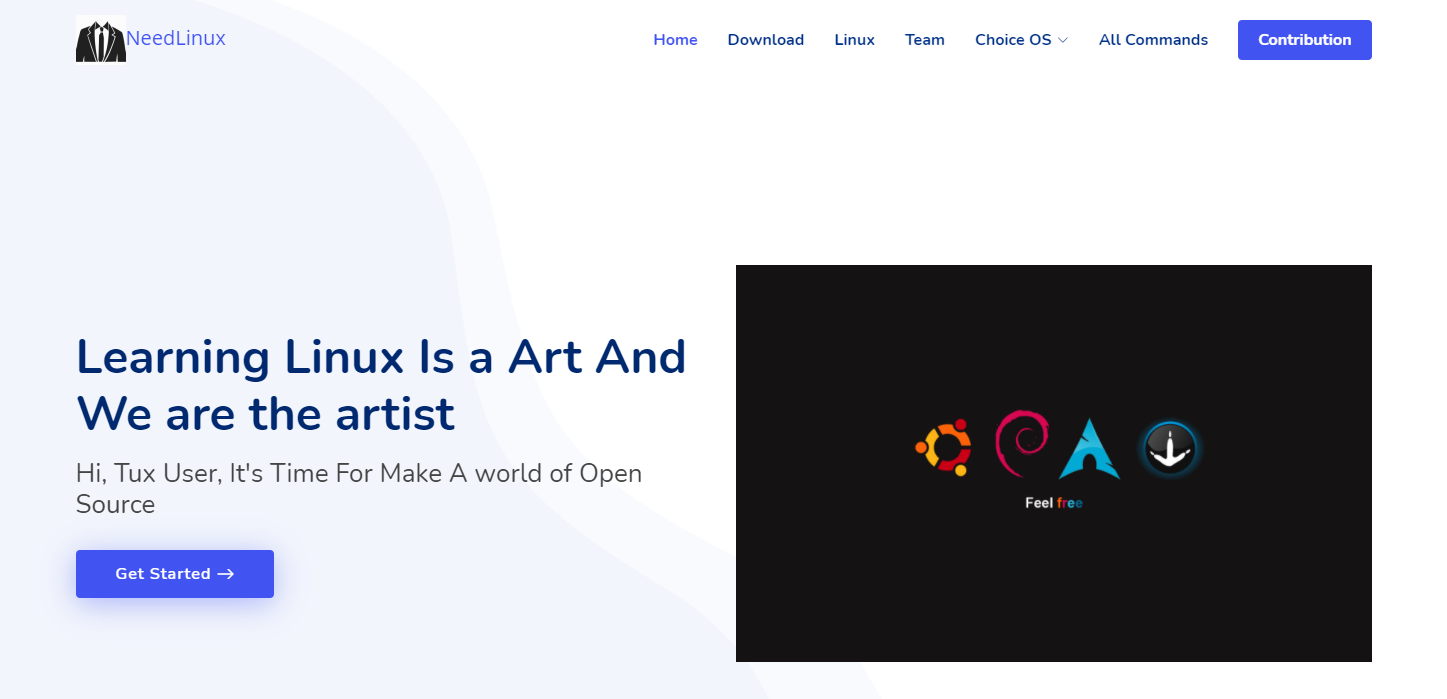 NeedLinux
Home
Download
Linux
Team
Choice OS
All Commands
Contribution
Learning Linux Is a Art And
We are the artist
Hi, Tux User, It's Time For Make A world of Open
Source
Get Started
Feel free